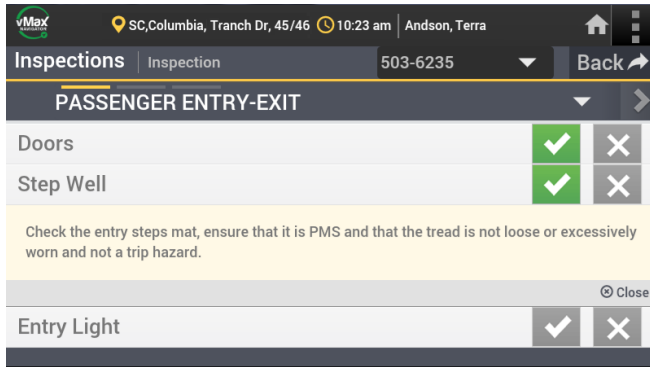 vMax
NAVIGATION
SC,Columbia, Tranch Dr, 45/46 10:23 am Andson, Terra
Inspections Inspection 503-6235 Back
PASSENGER ENTRY-EXIT
Doors
Step Well
Check the entry steps mat, ensure that it is PMS and that the tread is not loose or excessively
worn and not a trip hazard.
Close
Entry Light